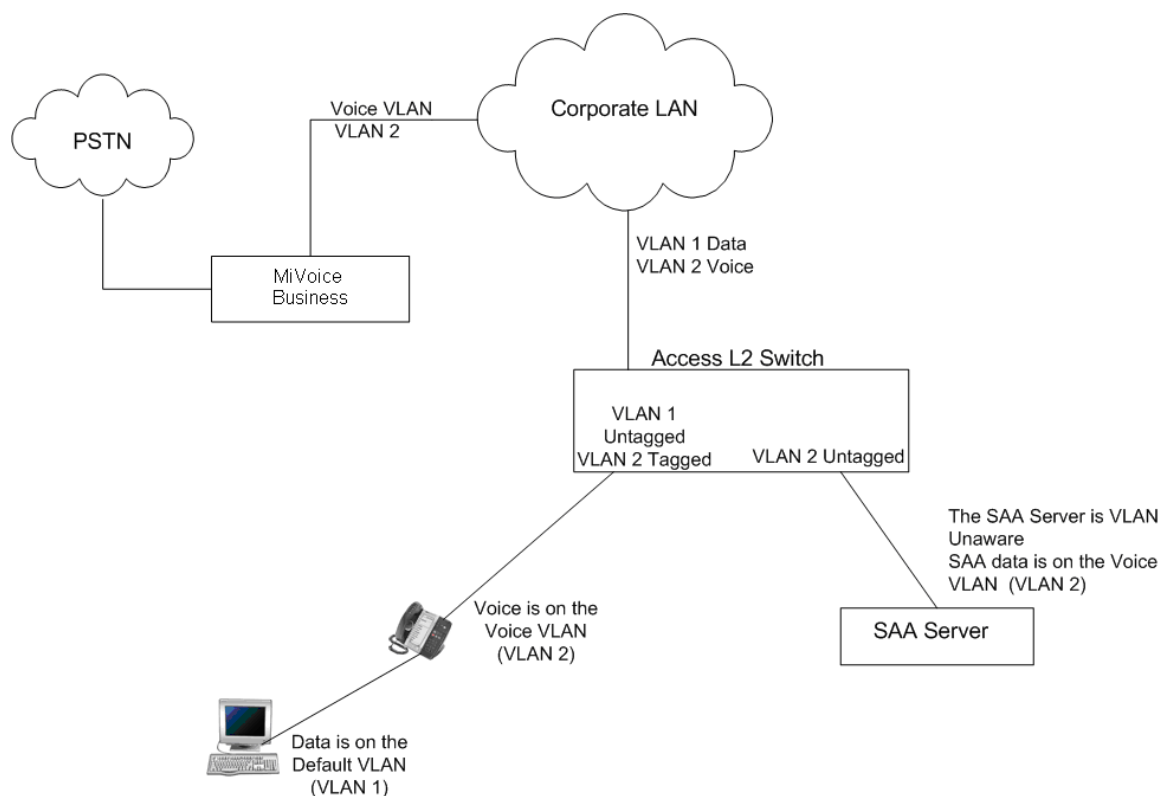 Corporate LAN
Voice VLAN
VLAN 2
PSTN
MiVoice
Business
VLAN 1 Data
VLAN 2 Voice
Access L2 Switch
VLAN 1
Untagged
VLAN 2 Tagged
VLAN 2 Untagged
The SAA Server is VLAN
Unaware
SAA data is on the Voice
VLAN (VLAN 2)
SAA Server
Voice is on the
Voice VLAN
(VLAN 2)
Data is on the
Default VLAN
(VLAN 1)